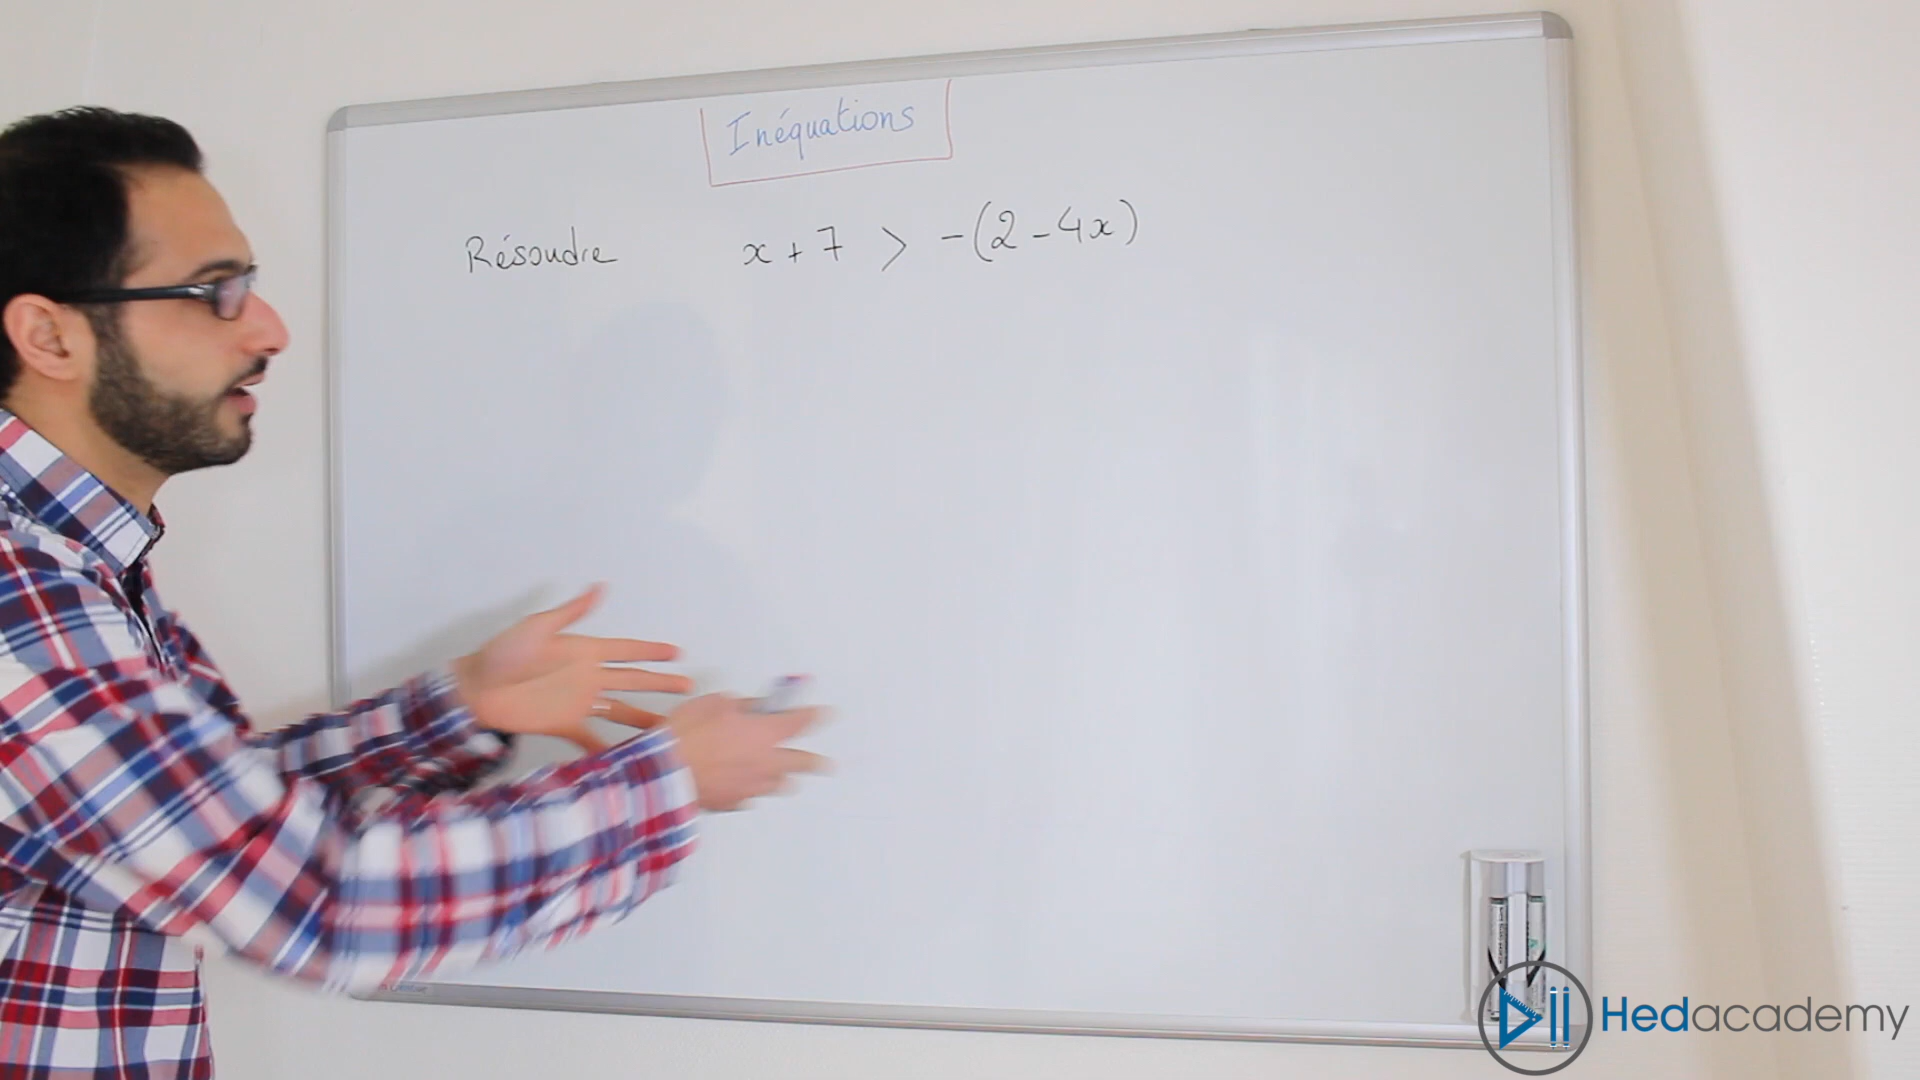 Inéquations
Résoudre x + 7 > -(2 - 4x)
Hedacademy